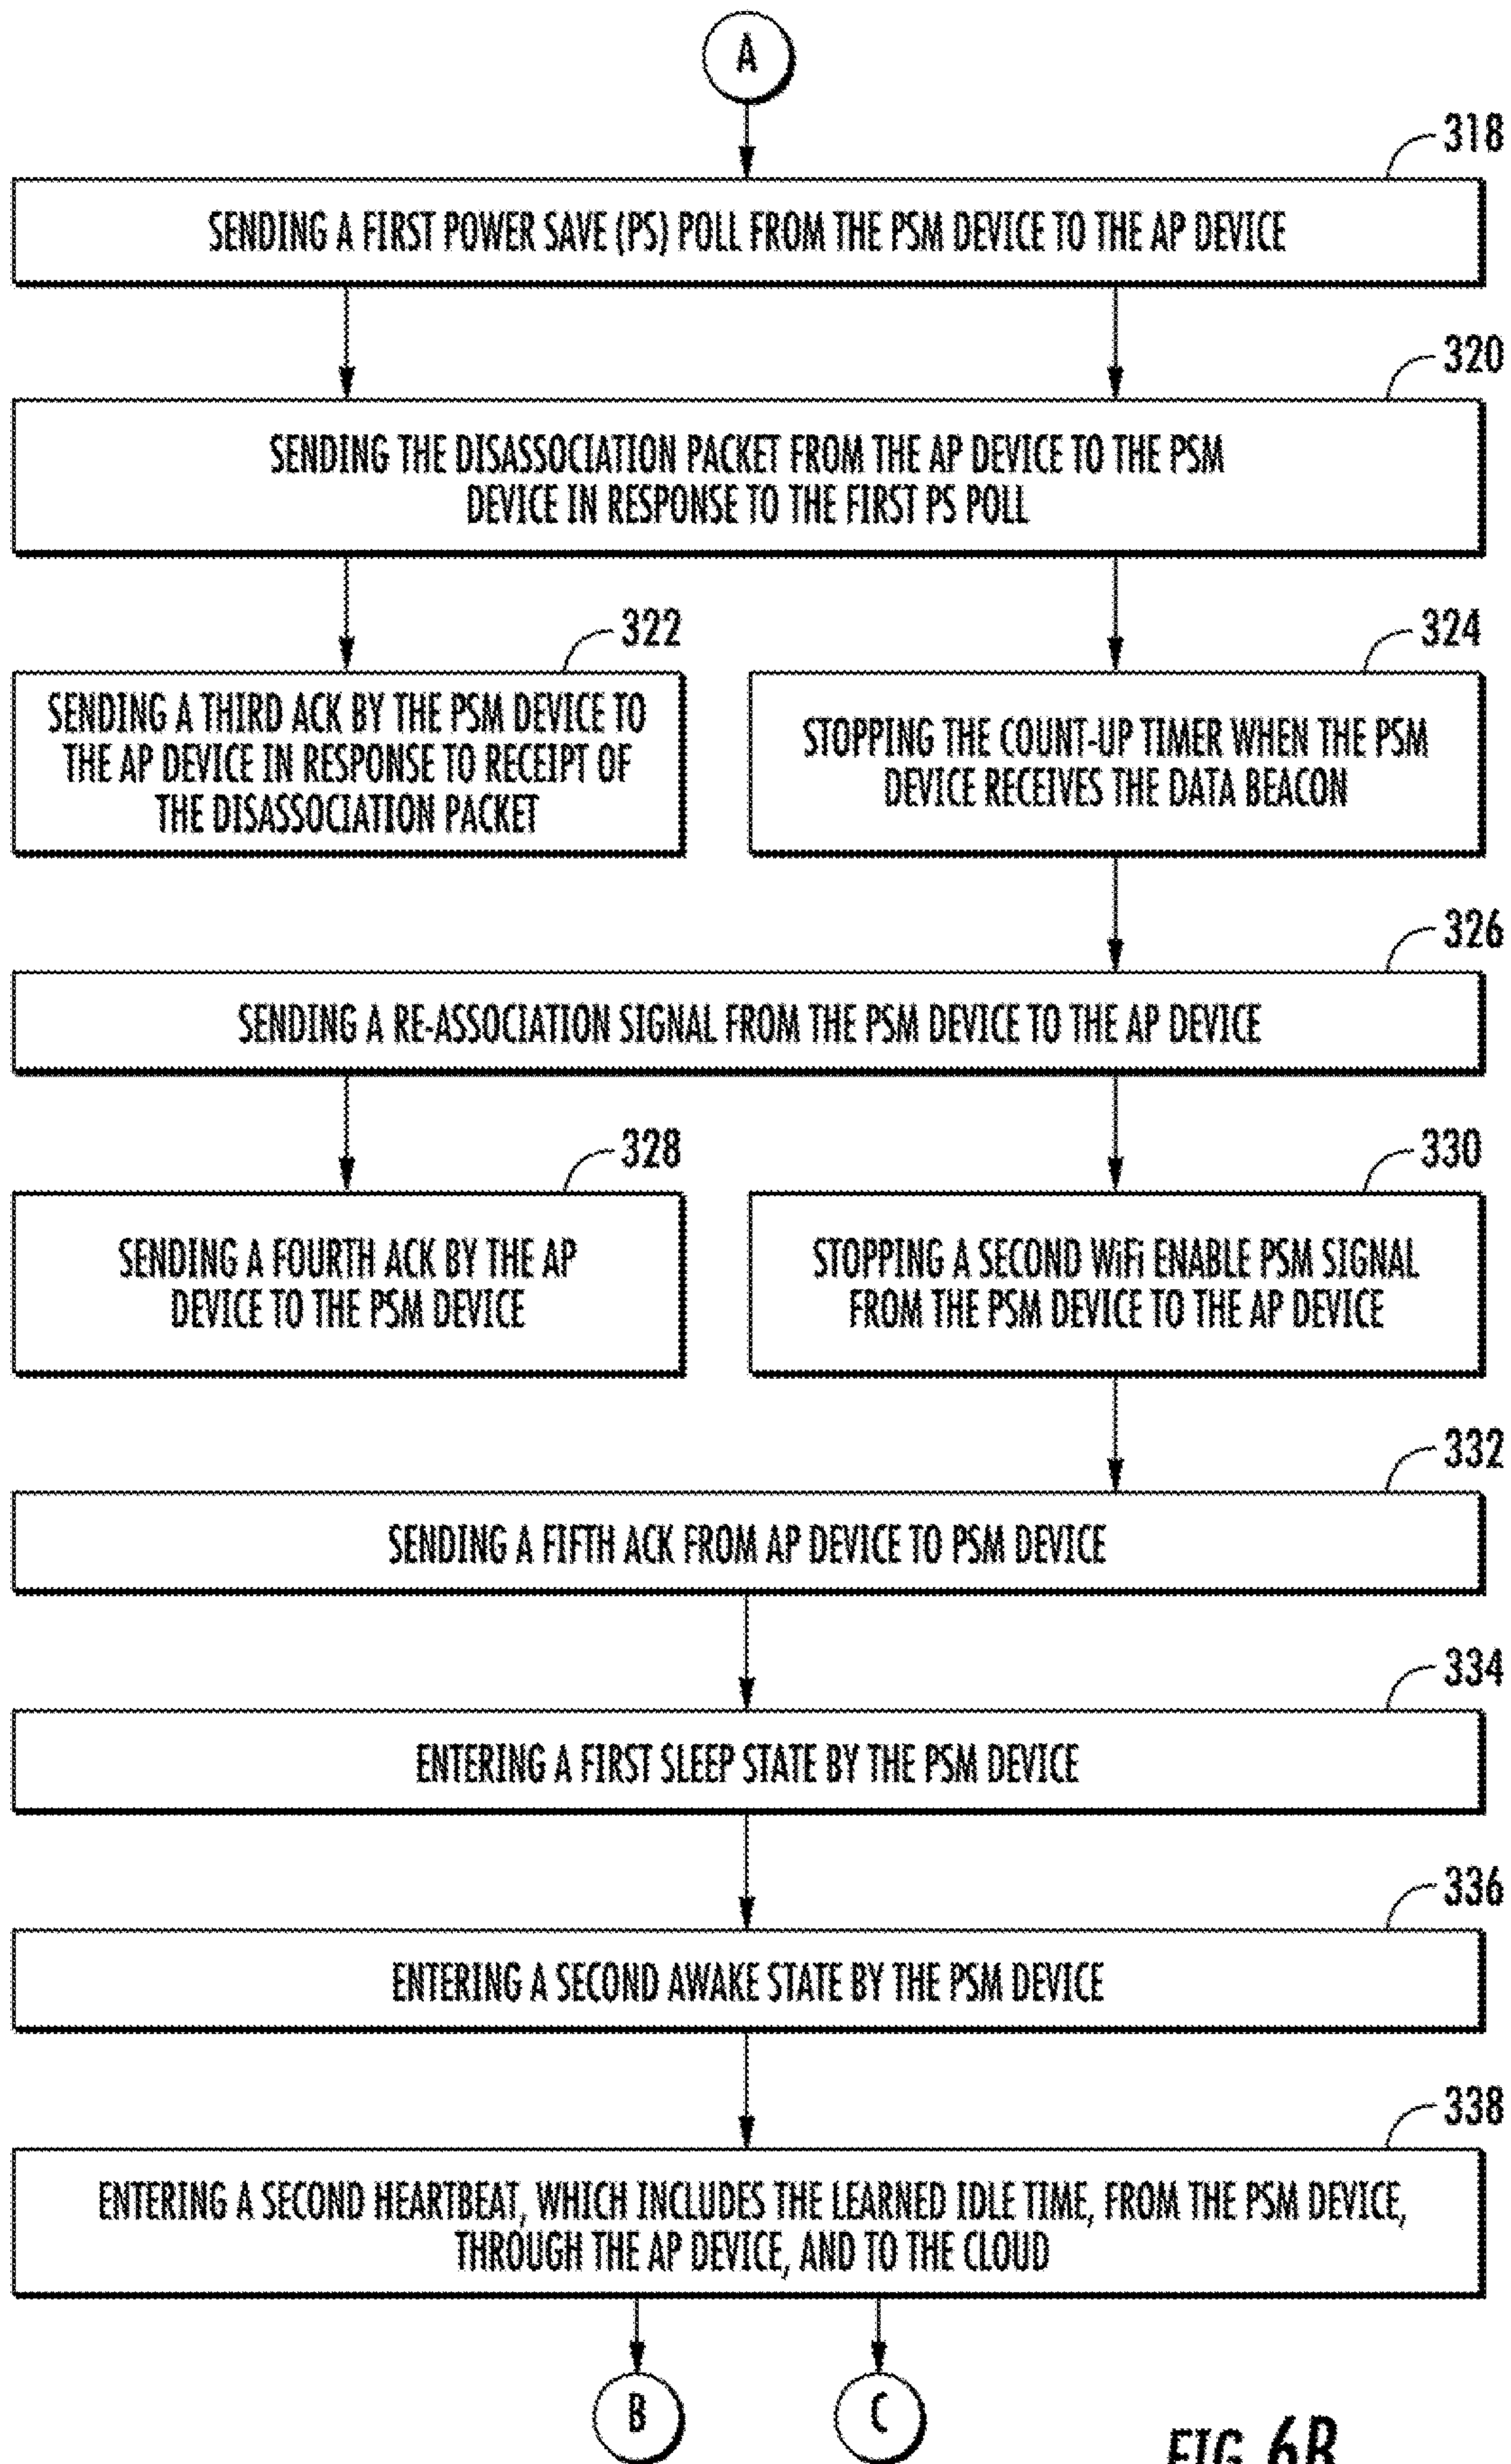 A
318
SENDING A FIRST POWER SAVE (PS) POLL FROM THE PSM DEVICE TO THE AP DEVICE
320
SENDING THE DISASSOCIATION PACKET FROM THE AP DEVICE TO THE PSM
DEVICE IN RESPONSE TO THE FIRST PS POLL
322
SENDING A THIRD ACK BY THE PSM DEVICE TO
THE AP DEVICE IN RESPONSE TO RECEIPT OF
THE DISASSOCIATION PACKET
324
STOPPING THE COUNT-UP TIMER WHEN THE PSM
DEVICE RECEIVES THE DATA BEACON
326
SENDING A RE-ASSOCIATION SIGNAL FROM THE PSM DEVICE TO THE AP DEVICE
328
SENDING A FOURTH ACK BY THE AP
DEVICE TO THE PSM DEVICE
330
STOPPING A SECOND WiFi ENABLE PSM SIGNAL
FROM THE PSM DEVICE TO THE AP DEVICE
332
SENDING A FIFTH ACK FROM AP DEVICE TO PSM DEVICE
334
ENTERING A FIRST SLEEP STATE BY THE PSM DEVICE
336
ENTERING A SECOND AWAKE STATE BY THE PSM DEVICE
338
ENTERING A SECOND HEARTBEAT, WHICH INCLUDES THE LEARNED IDLE TIME, FROM THE PSM DEVICE,
THROUGH THE AP DEVICE, AND TO THE CLOUD
B
C
FIG. 6B